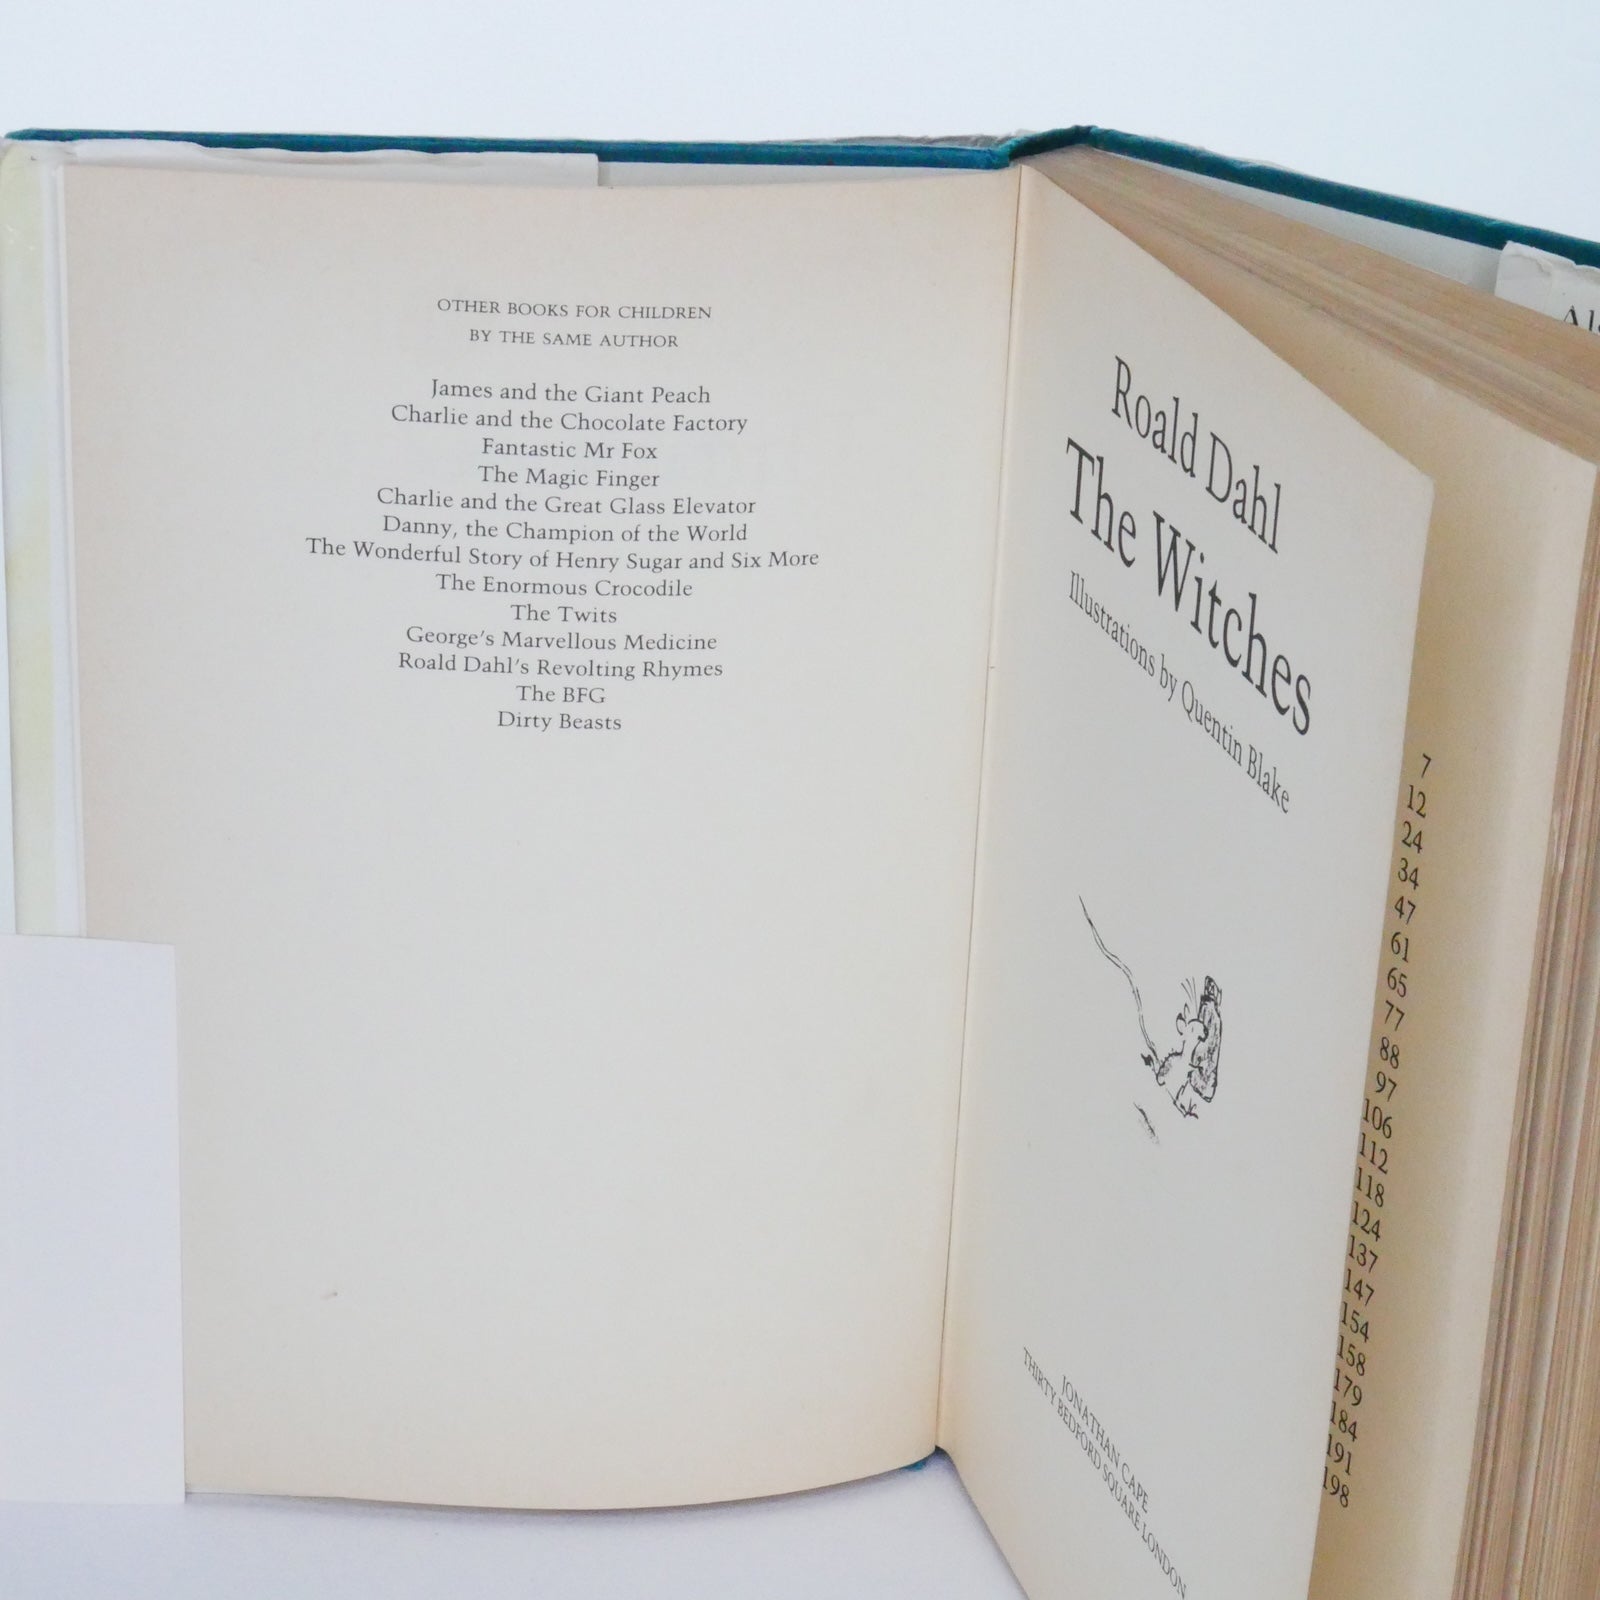 OTHER BOOKS FOR CHILDREN
BY THE SAME AUTHOR
James and the Giant Peach
Charlie and the Chocolate Factory
Fantastic Mr Fox
The Magic Finger
Charlie and the Great Glass Elevator
Danny, the Champion of the World
The Wonderful Story of Henry Sugar and Six More
The Enormous Crocodile
The Twits
George's Marvellous Medicine
Roald Dahl's Revolting Rhymes
The BFG
Dirty Beasts
Roald Dahl
The Witches
Illustrations by Quentin Blake
JONATHAN CAPE
THIRTY BEDFORD SQUARE LONDON
7
12
24
34
47
61
65
77
88
97
106
112
118
124
137
147
154
158
179
184
191
198